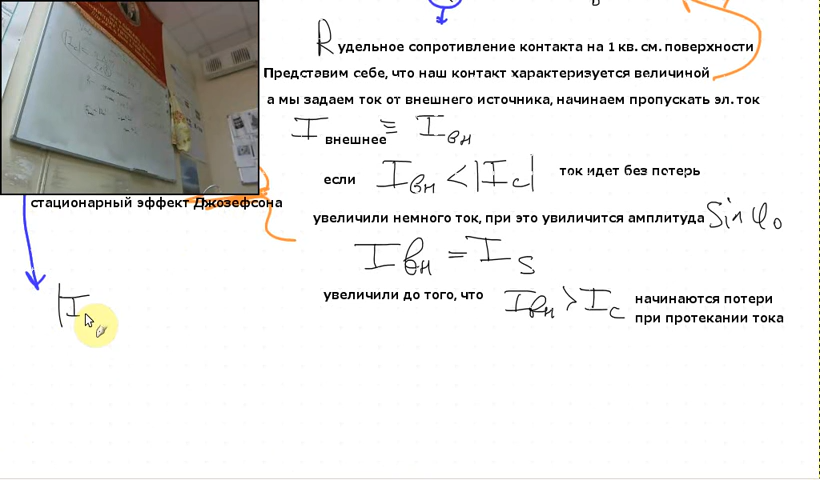 R удельное сопротивление контакта на 1 кв. см. поверхности
Представим себе, что наш контакт характеризуется величиной
а мы задаем ток от внешнего источника, начинаем пропускать эл. ток
I внешнее ≡ I вн
если I вн < |I c| ток идет без потерь
стационарный эффект Джозефсона
увеличили немного ток, при это увиличится амплитуда Sin φ 0
I вн = I s
увеличили до того, что I вн > I c начинаются потери
при протекании тока
|I